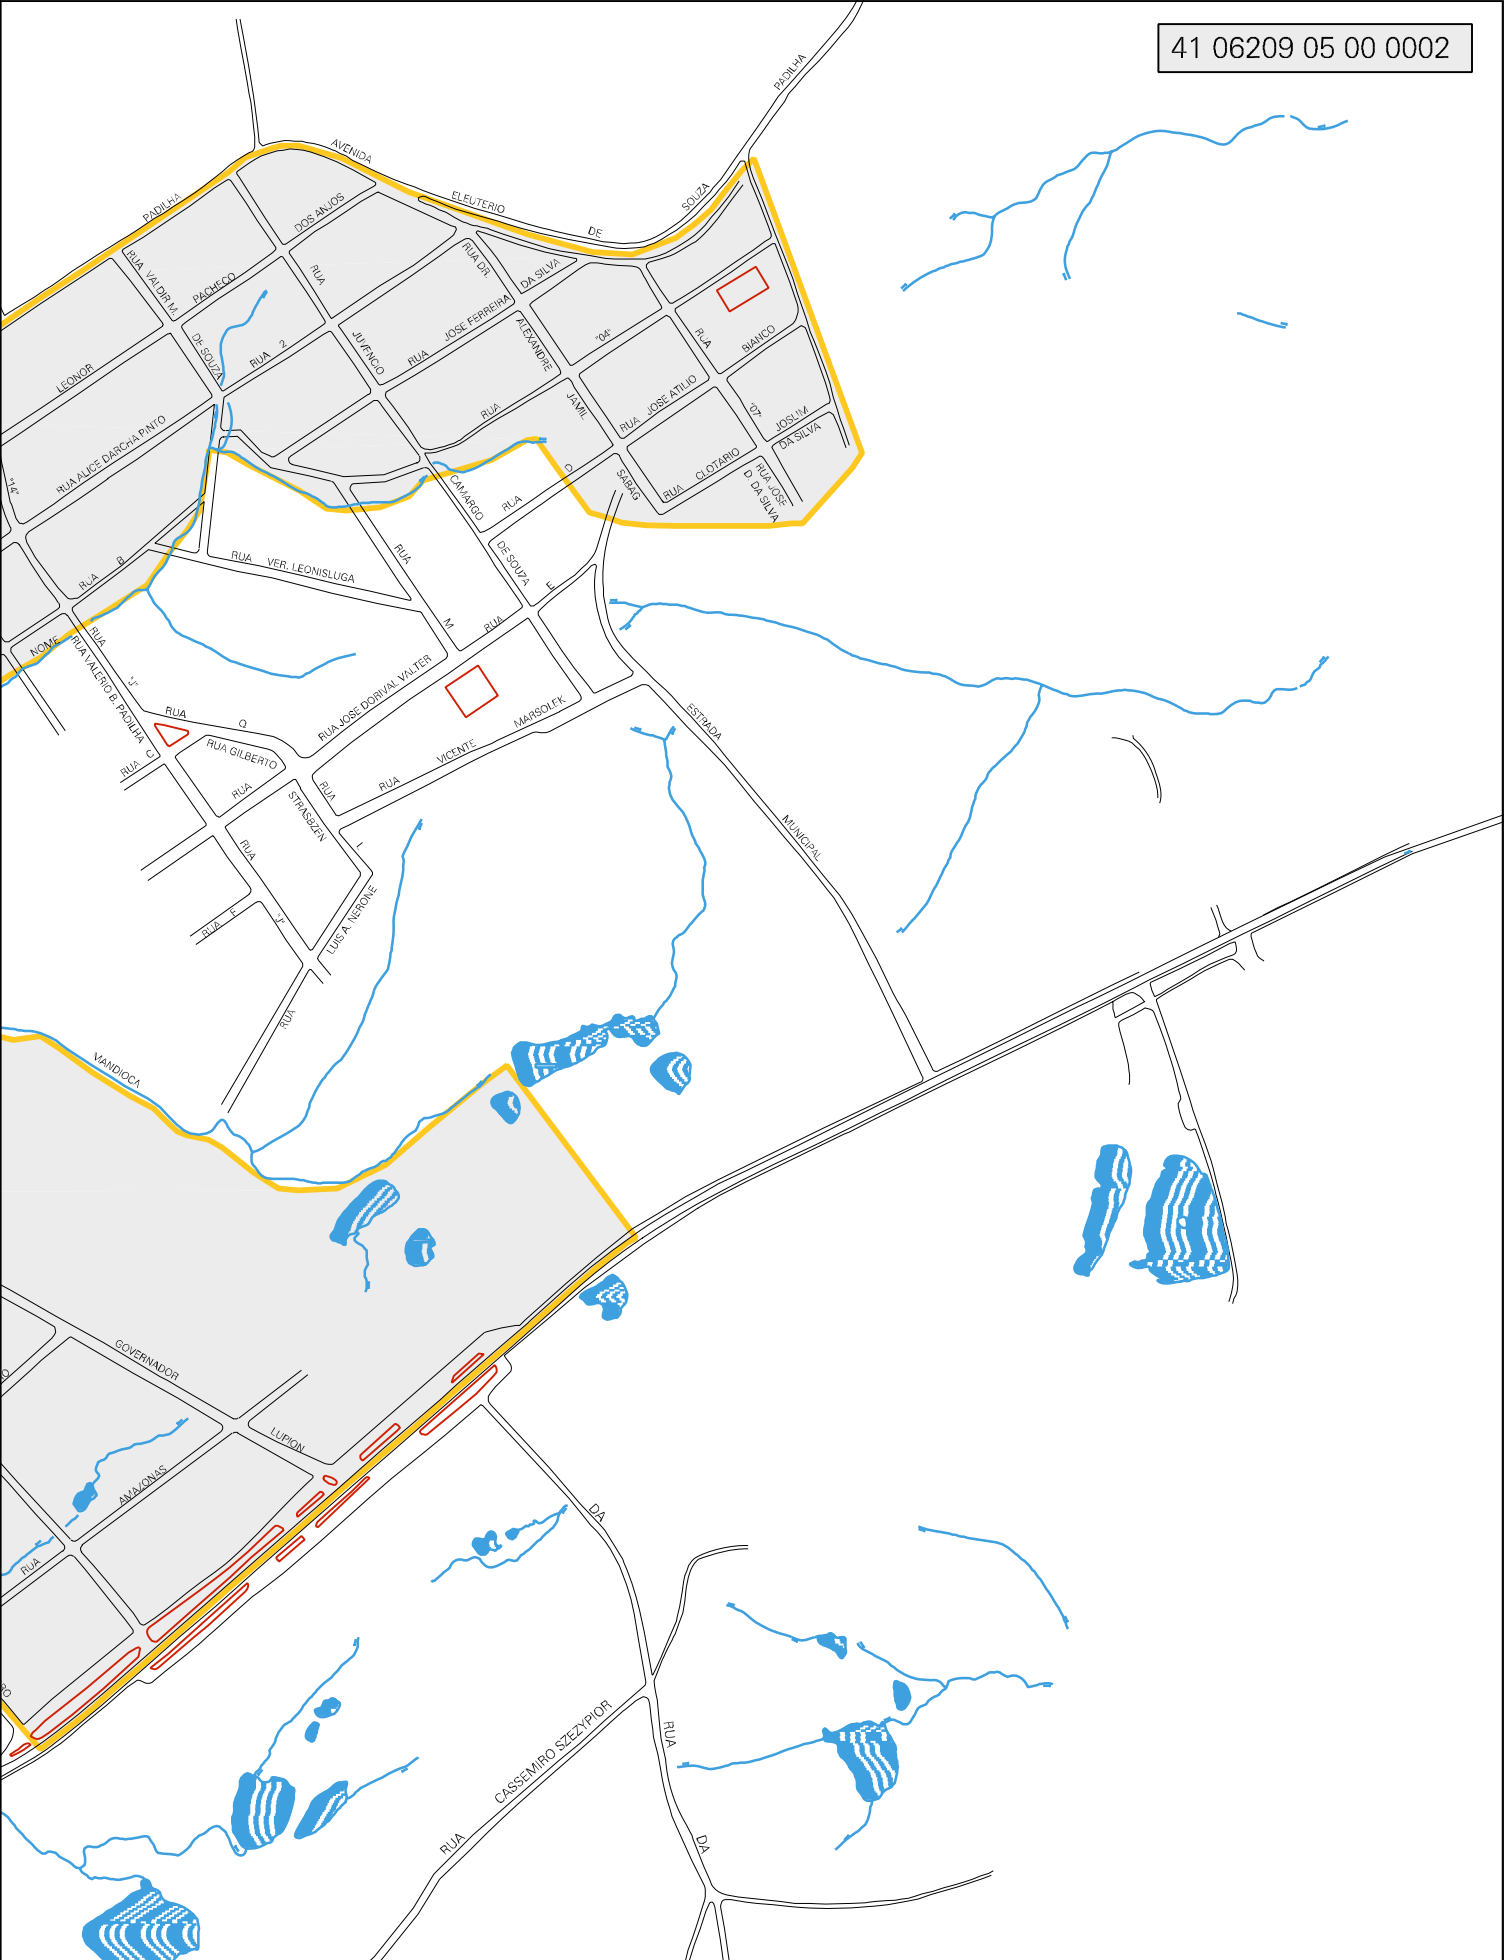 41 06209 05 00 0002
PADILHA
AVENIDA
PADILHA
ELEUTERIO
DE
SOUZA
DOS ANJOS
RUA VALDIR M.
DE SOUZA
PACHECO
RUA
JUVENCIO
RUA DR.
DA SILVA
RUA JOSE FERREIRA
ALEXANDRE
"04"
RUA
BIANCO
LEONOR
RUA 2
JAMIL
RUA JOSE ATILIO
"07"
JOSLIM
DA SILVA
RUA
RUA ALICE DARCHA PINTO
"14"
RUA CLOTARIO
RUA JOSE
D. DA SILVA
SABAG
CAMARGO
RUA
DE SOUZA
RUA VER. LEONISLUGA
RUA
M
RUA B
RUA
E
NOME
RUA
"J"
RUA VALERIO B. PADILHA
RUA Q
RUA GILBERTO
RUA JOSE DORIVAL VALTER
RUA VICENTE MARSOLEK
ESTRADA
MUNICIPAL
RUA C
RUA
STRASBZEN
RUA
L
RUA
"J"
RUA F
LUIS A. NERONE
RUA
MANDIOCA
GOVERNADOR
LUPION
RUA AMAZONAS
DA
RUA
DA
RUA CASSEMIRO SZEZYPIOR
RO